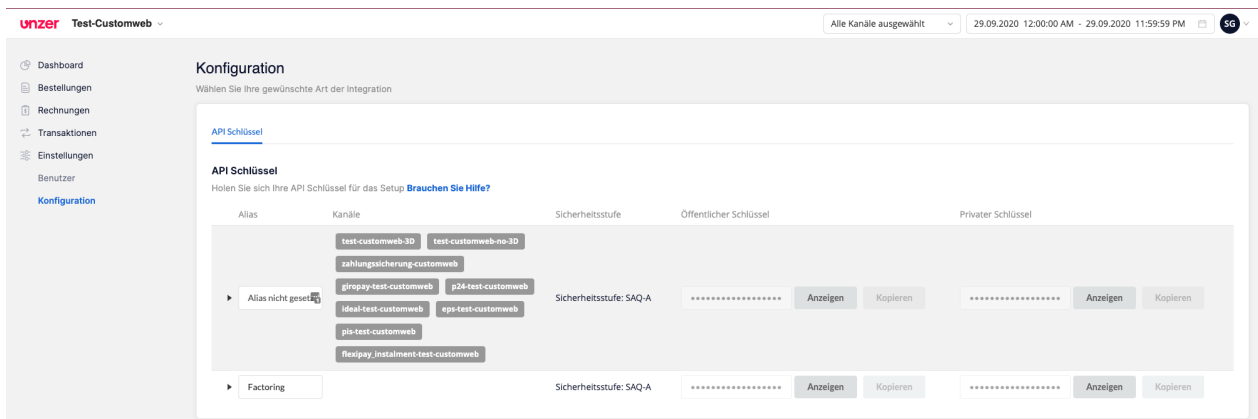 unzer Test-Customweb Alle Kanäle ausgewählt 29.09.2020 12:00:00 AM - 29.09.2020 11:59:59 PM SG
Dashboard
Bestellungen
Rechnungen
Transaktionen
Einstellungen
Benutzer
Konfiguration
Konfiguration
Wählen Sie Ihre gewünschte Art der Integration
API Schlüssel
API Schlüssel
Holen Sie sich Ihre API Schlüssel für das Setup Brauchen Sie Hilfe?
Alias Kanäle Sicherheitsstufe Öffentlicher Schlüssel Privater Schlüssel
test-customweb-3D test-customweb-no-3D
zahlungssicherung-customweb
giropay-test-customweb p24-test-customweb
Alias nicht Sicherheitsstufe: SAQ-A •••••••••••••••••• Anzeigen Kopieren •••••••••••••••••• Anzeigen Kopieren
ideal-test-customweb eps-test-customweb
pis-test-customweb
flexipay_instalment-test-customweb
Factoring Sicherheitsstufe: SAQ-A •••••••••••••••••• Anzeigen Kopieren •••••••••••••••••• Anzeigen Kopieren